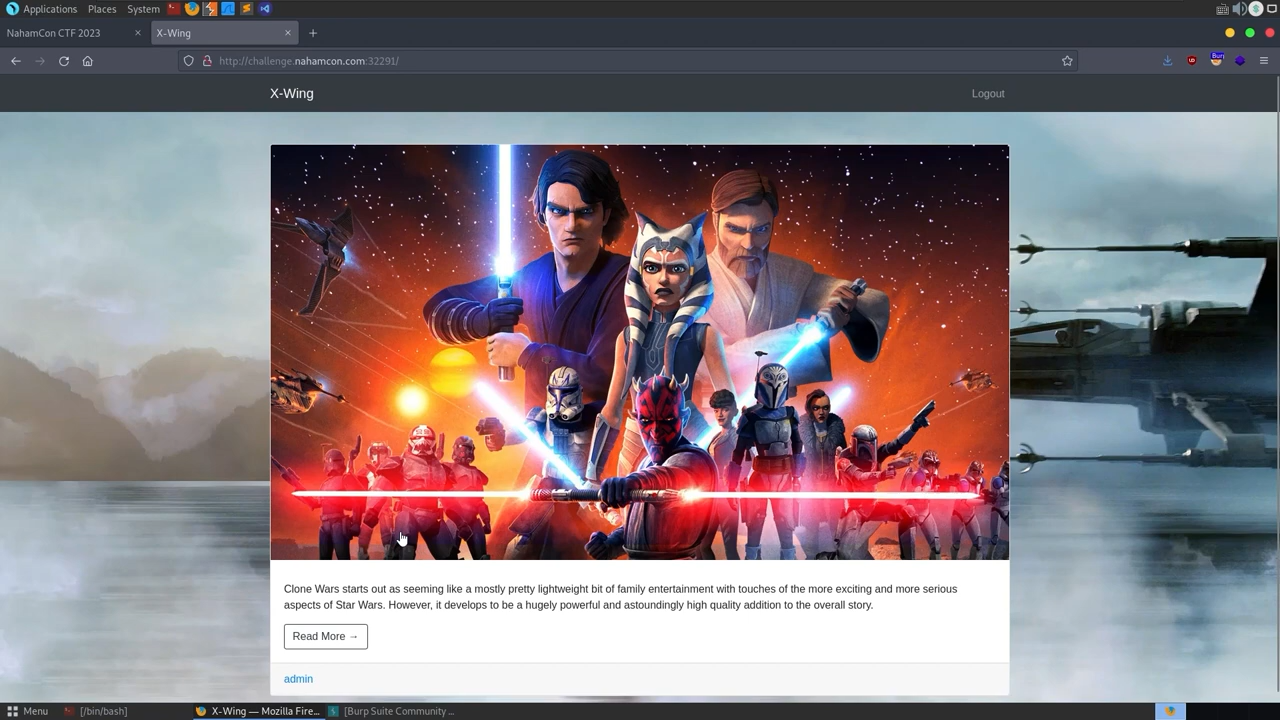 Applications Places System
NahamCon CTF 2023 × X-Wing × +
http://challenge.nahamcon.com:32291/
Burp
X-Wing Logout
Clone Wars starts out as seeming like a mostly pretty lightweight bit of family entertainment with touches of the more exciting and more serious
aspects of Star Wars. However, it develops to be a hugely powerful and astoundingly high quality addition to the overall story.
Read More →
admin
Menu [/bin/bash] X-Wing — Mozilla Fire... [Burp Suite Community ...